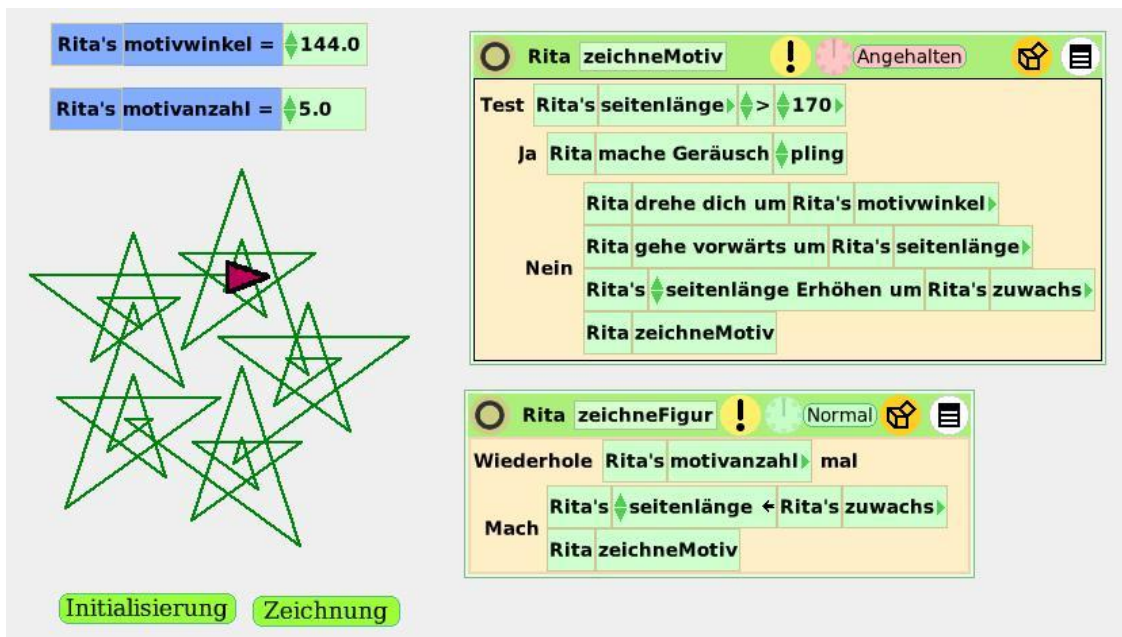 Rita's motivwinkel = 144.0
Rita's motivanzahl = 5.0
Rita zeichneMotiv ! Angehalten
Test Rita's seitenlänge > 170
Ja Rita mache Geräusch pling
Nein
Rita drehe dich um Rita's motivwinkel
Rita gehe vorwärts um Rita's seitenlänge
Rita's seitenlänge Erhöhen um Rita's zuwachs
Rita zeichneMotiv
Rita zeichneFigur ! Normal
Wiederhole Rita's motivanzahl mal
Mach
Rita's seitenlänge ← Rita's zuwachs
Rita zeichneMotiv
Initialisierung
Zeichnung